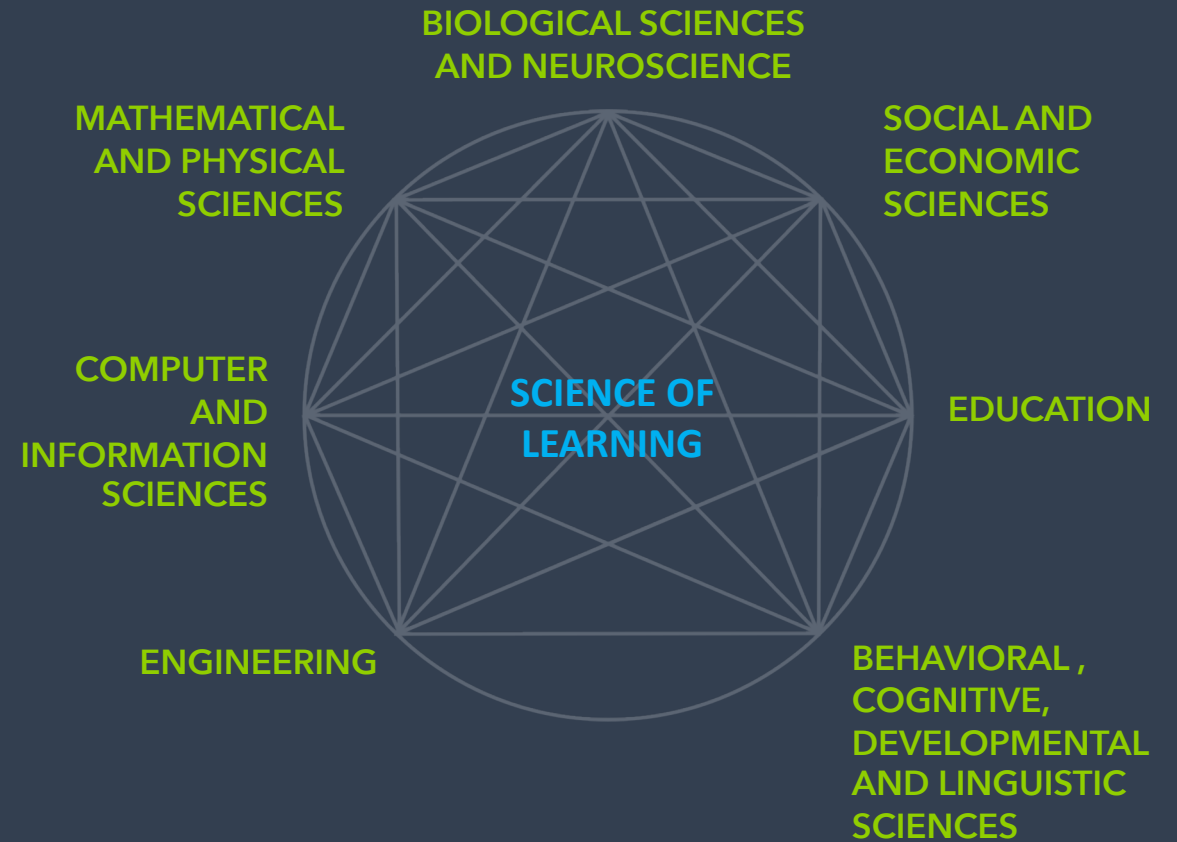 BIOLOGICAL SCIENCES
AND NEUROSCIENCE
MATHEMATICAL
AND PHYSICAL
SCIENCES
SOCIAL AND
ECONOMIC
SCIENCES
COMPUTER
AND
INFORMATION
SCIENCES
SCIENCE OF
LEARNING
EDUCATION
ENGINEERING
BEHAVIORAL ,
COGNITIVE,
DEVELOPMENTAL
AND LINGUISTIC
SCIENCES